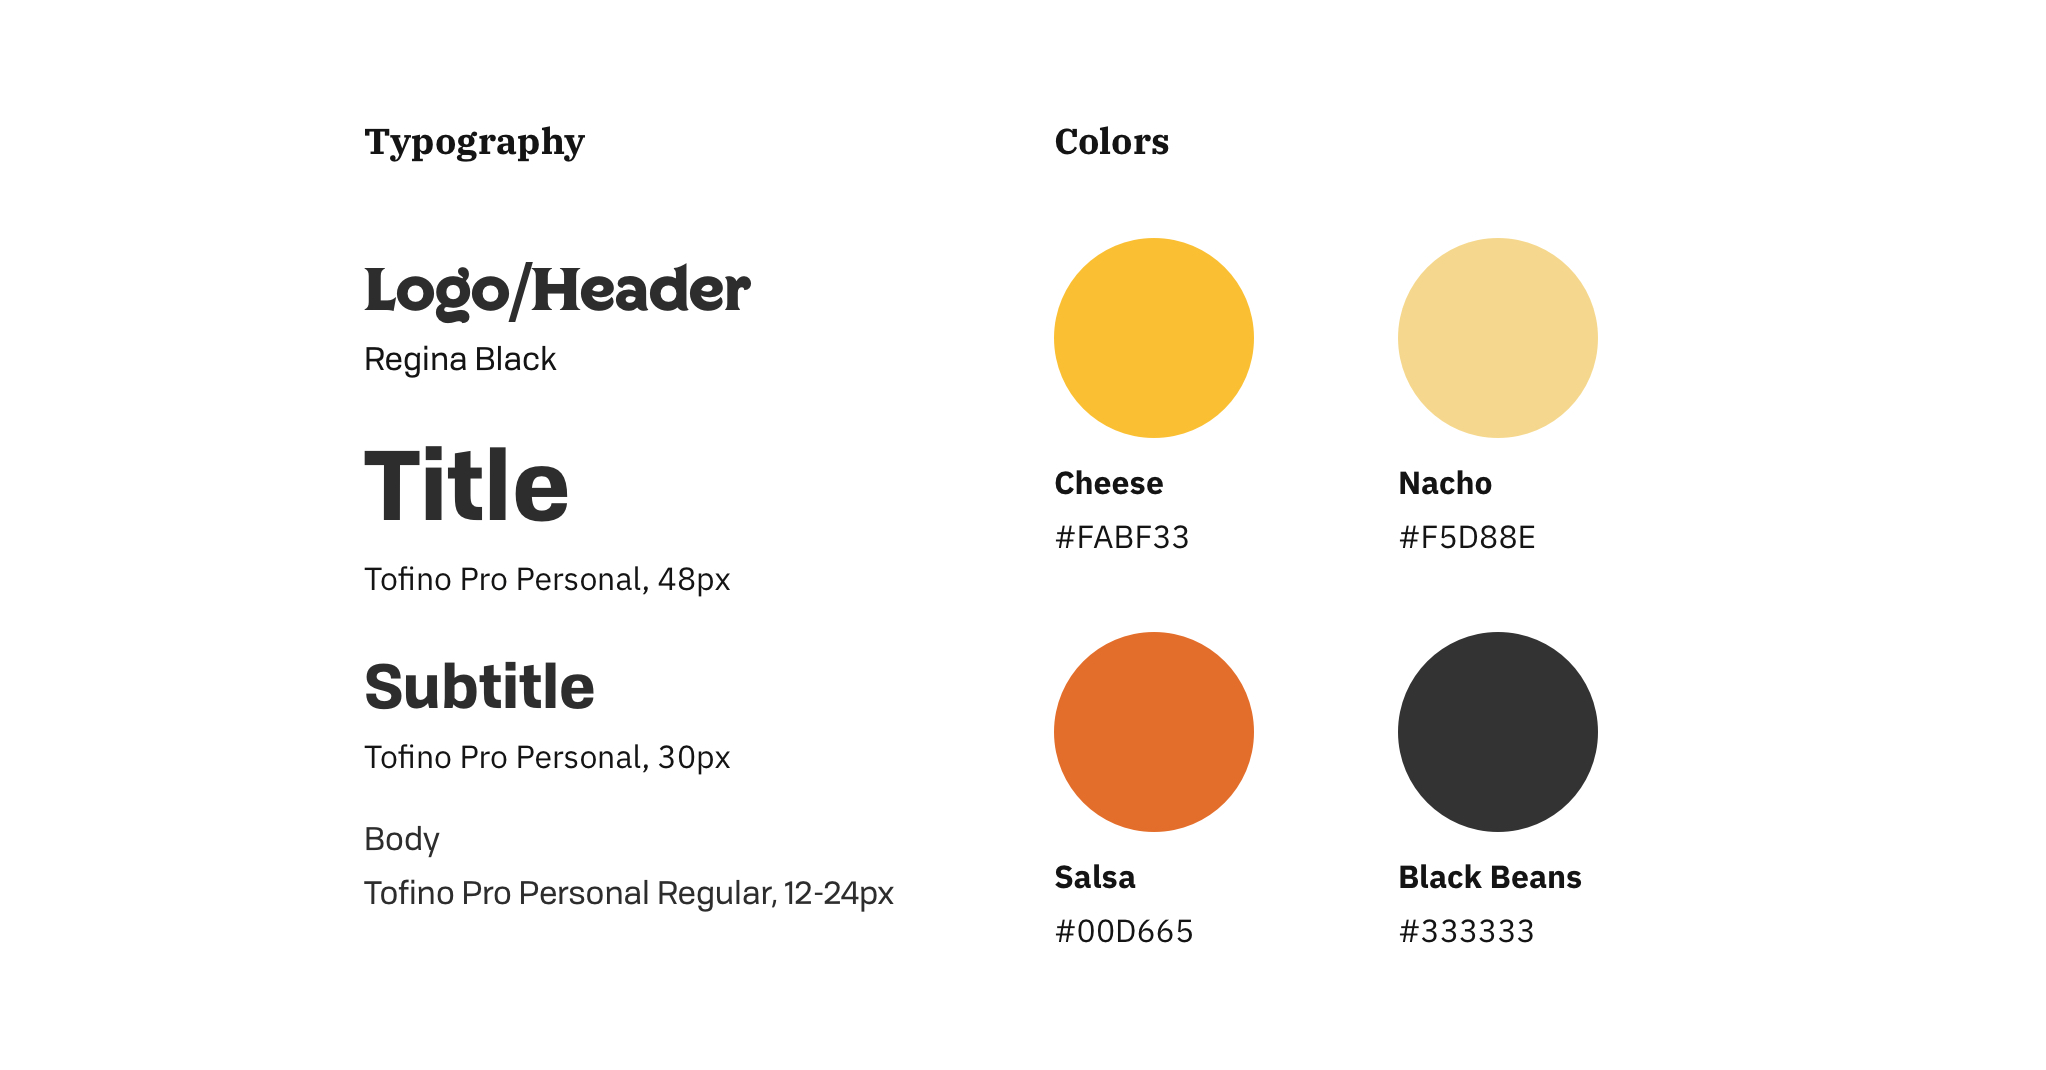 Typography
Logo/Header
Regina Black
Title
Tofino Pro Personal, 48px
Subtitle
Tofino Pro Personal, 30px
Body
Tofino Pro Personal Regular, 12-24px
Colors
Cheese
#FABF33
Nacho
#F5D88E
Salsa
#00D665
Black Beans
#333333